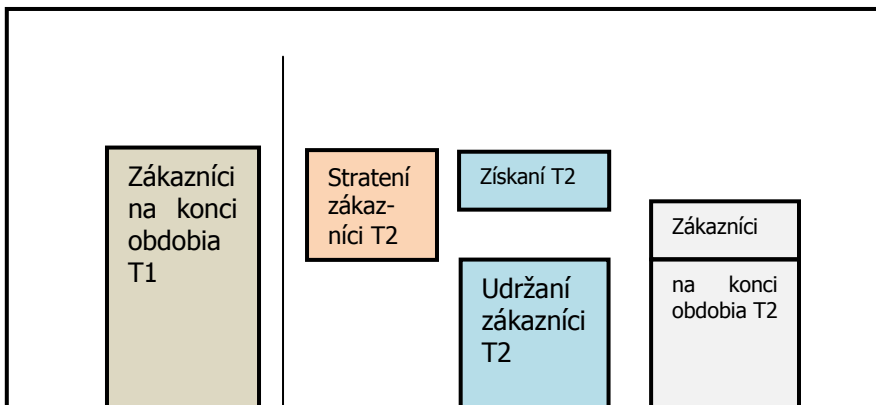 Zákazníci
na konci
obdobia
T1
Stratení
zákaz-
níci T2
Získaní T2
Udržaní
zákazníci
T2
Zákazníci
na konci
obdobia T2